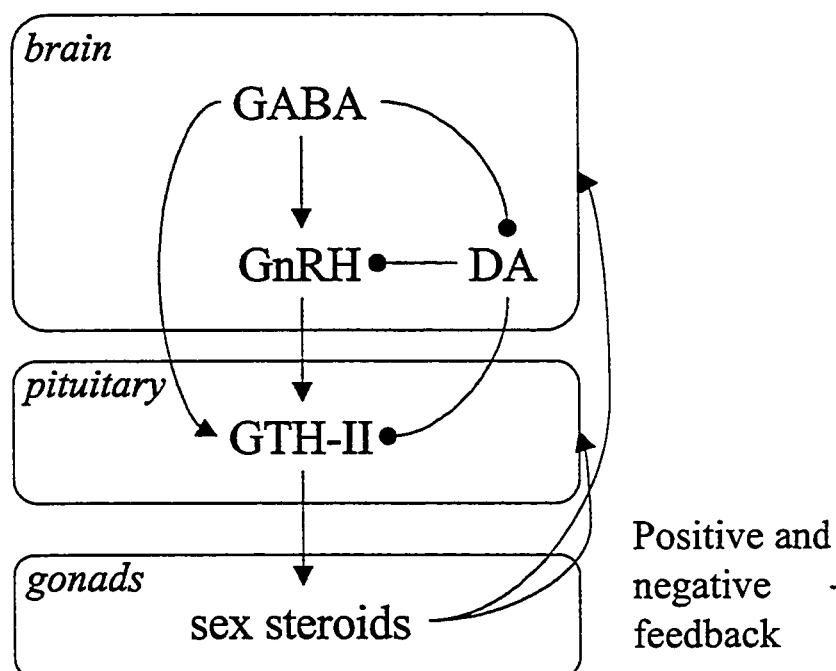 brain
GABA
GnRH
DA
pituitary
GTH-II
gonads
sex steroids
Positive and
negative
feedback